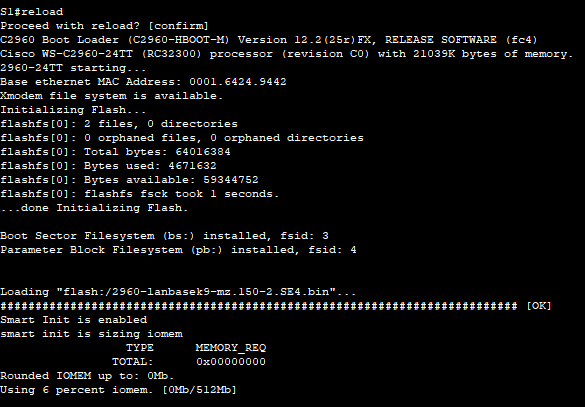 S1#reload
Proceed with reload? [confirm]
C2960 Boot Loader (C2960-HBOOT-M) Version 12.2(25r)FX, RELEASE SOFTWARE (fc4)
Cisco WS-C2960-24TT (RC32300) processor (revision C0) with 21039K bytes of memory.
2960-24TT starting...
Base ethernet MAC Address: 0001.6424.9442
Xmodem file system is available.
Initializing Flash...
flashfs[0]: 2 files, 0 directories
flashfs[0]: 0 orphaned files, 0 orphaned directories
flashfs[0]: Total bytes: 64016384
flashfs[0]: Bytes used: 4671632
flashfs[0]: Bytes available: 59344752
flashfs[0]: flashfs fsck took 1 seconds.
...done Initializing Flash.

Boot Sector Filesystem (bs:) installed, fsid: 3
Parameter Block Filesystem (pb:) installed, fsid: 4


Loading "flash:/2960-lanbasek9-mz.150-2.SE4.bin"...
########################################################################## [OK]
Smart Init is enabled
smart init is sizing iomem
                  TYPE      MEMORY_REQ
                TOTAL:      0x00000000
Rounded IOMEM up to: 0Mb.
Using 6 percent iomem. [0Mb/512Mb]